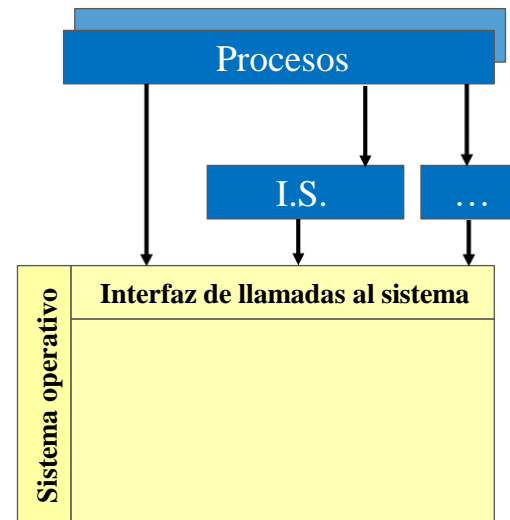 Procesos
I.S.
…
Interfaz de llamadas al sistema
Sistema operativo